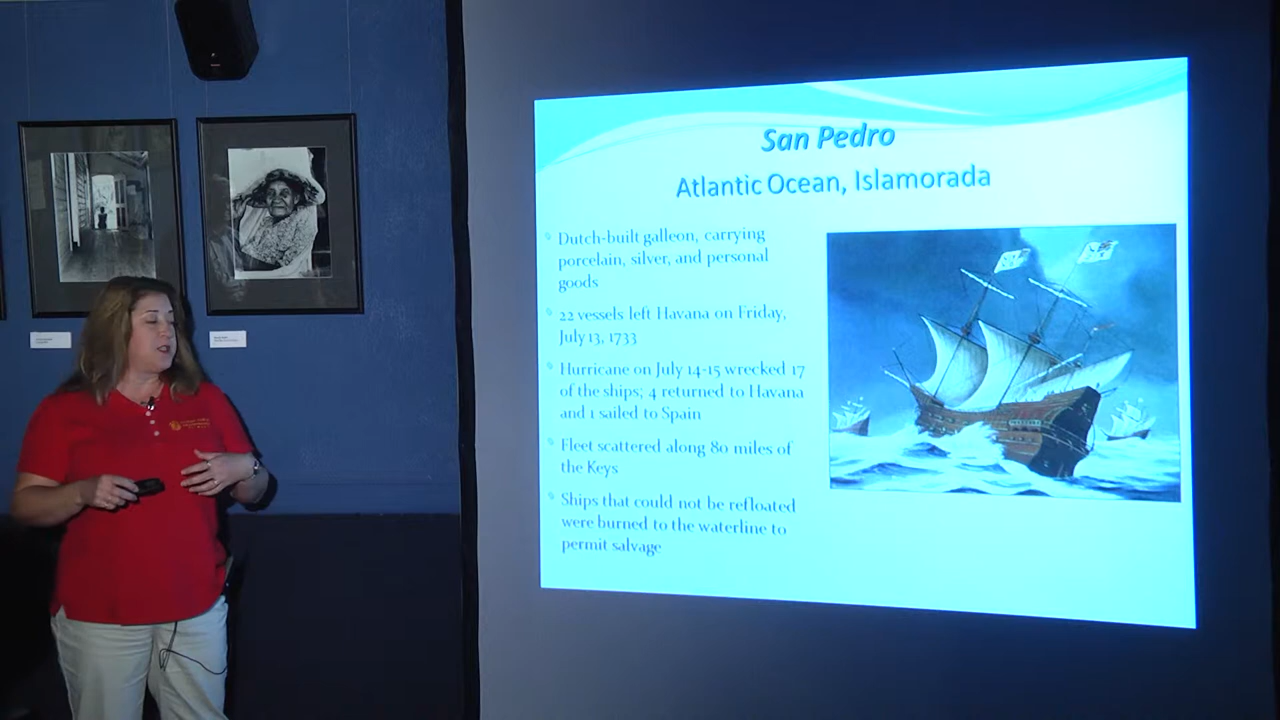 San Pedro
Atlantic Ocean, Islamorada
Dutch-built galleon, carrying
porcelain, silver, and personal
goods
22 vessels left Havana on Friday,
July 13, 1733
Hurricane on July 14-15 wrecked 17
of the ships; 4 returned to Havana
and 1 sailed to Spain
Fleet scattered along 80 miles of
the Keys
Ships that could not be refloated
were burned to the waterline to
permit salvage